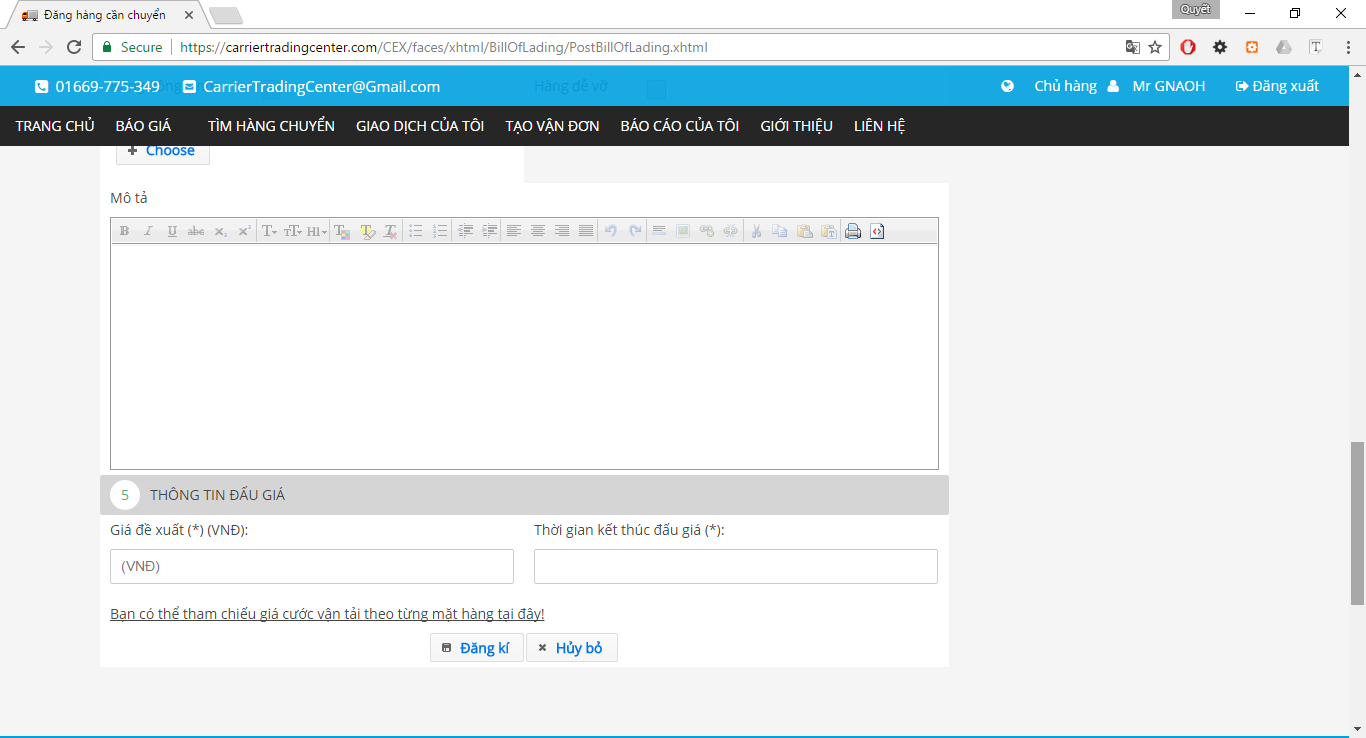 Đăng hàng cần chuyển
Quyết
Secure
https://carriertradingcenter.com/CEX/faces/xhtml/BillOfLading/PostBillOfLading.xhtml
01669-775-349
CarrierTradingCenter@Gmail.com
Hàng dễ vỡ
Chủ hàng
Mr GNAOH
Đăng xuất
TRANG CHỦ
BÁO GIÁ
TÌM HÀNG CHUYỂN
GIAO DỊCH CỦA TÔI
TẠO VẬN ĐƠN
BÁO CÁO CỦA TÔI
GIỚI THIỆU
LIÊN HỆ
Choose
Mô tả
5
THÔNG TIN ĐẤU GIÁ
Giá đề xuất (*) (VNĐ):
Thời gian kết thúc đấu giá (*):
(VNĐ)
Bạn có thể tham chiếu giá cước vận tải theo từng mặt hàng tại đây!
Đăng kí
Hủy bỏ